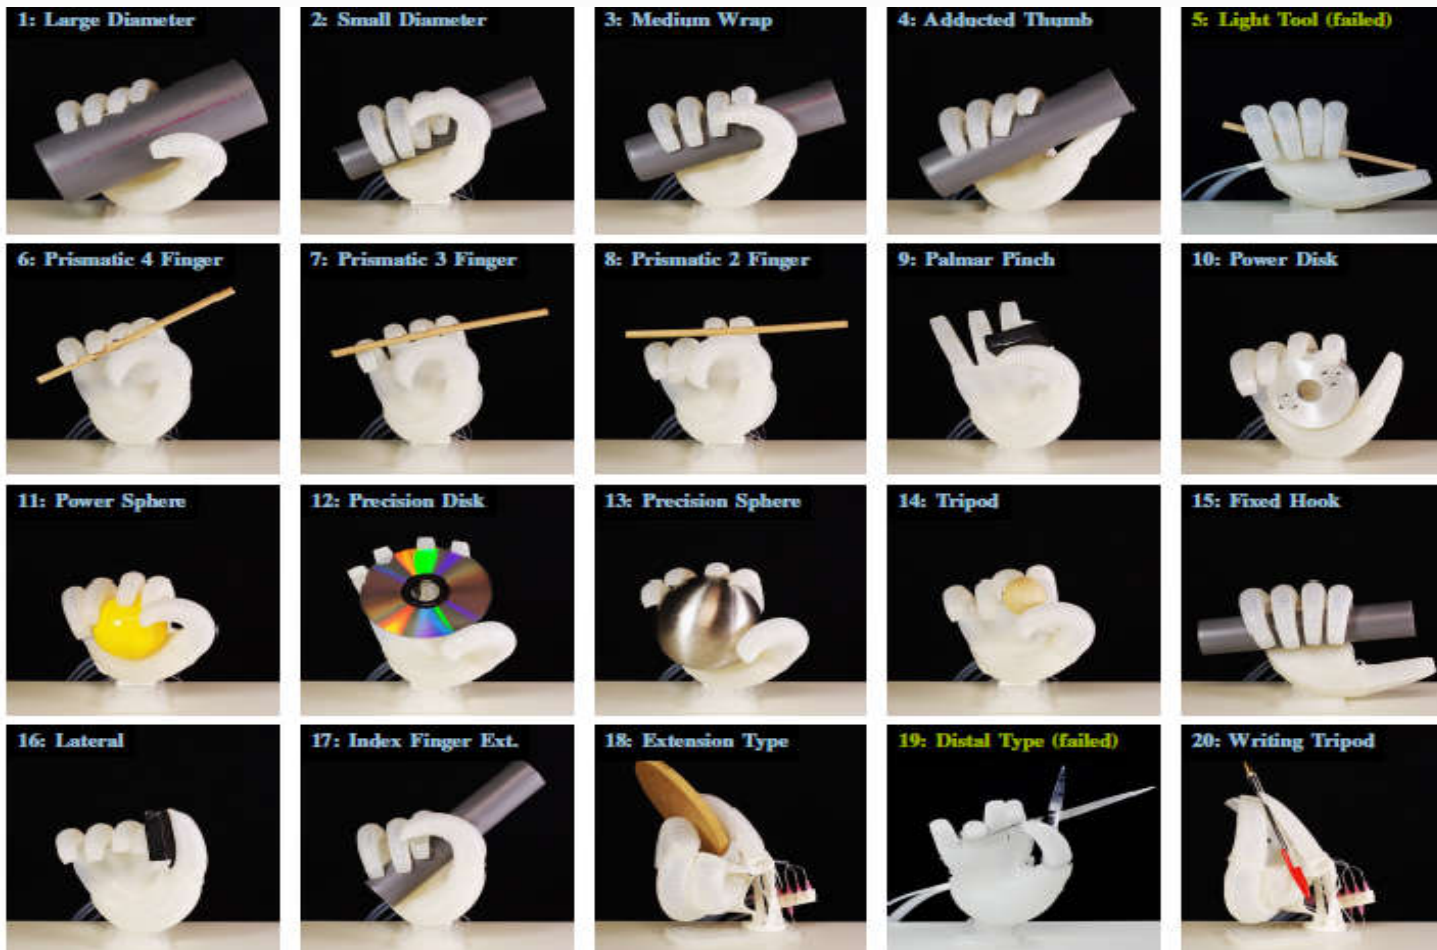 1: Large Diameter
2: Small Diameter
3: Medium Wrap
4: Adducted Thumb
5: Light Tool (failed)
6: Prismatic 4 Finger
7: Prismatic 3 Finger
8: Prismatic 2 Finger
9: Palmar Pinch
10: Power Disk
11: Power Sphere
12: Precision Disk
13: Precision Sphere
14: Tripod
15: Fixed Hook
16: Lateral
17: Index Finger Ext.
18: Extension Type
19: Distal Type (failed)
20: Writing Tripod